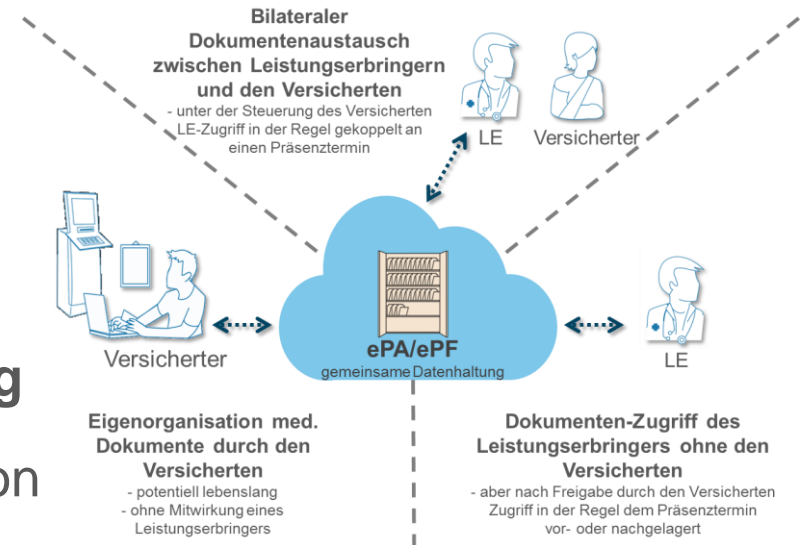 Bilateraler
Dokumentenaustausch
zwischen Leistungserbringern
und den Versicherten
- unter der Steuerung des Versicherten
LE-Zugriff in der Regel gekoppelt an
einen Präsenztermin
LE
Versicherter
Versicherter
ePA/ePF
gemeinsame Datenhaltung
LE
g
on
Eigenorganisation med.
Dokumente durch den
Versicherten
- potentiell lebenslang
- ohne Mitwirkung eines
Leistungserbringers
Dokumenten-Zugriff des
Leistungserbringers ohne den
Versicherten
- aber nach Freigabe durch den Versicherten
Zugriff in der Regel dem Präsenztermin
vor- oder nachgelagert